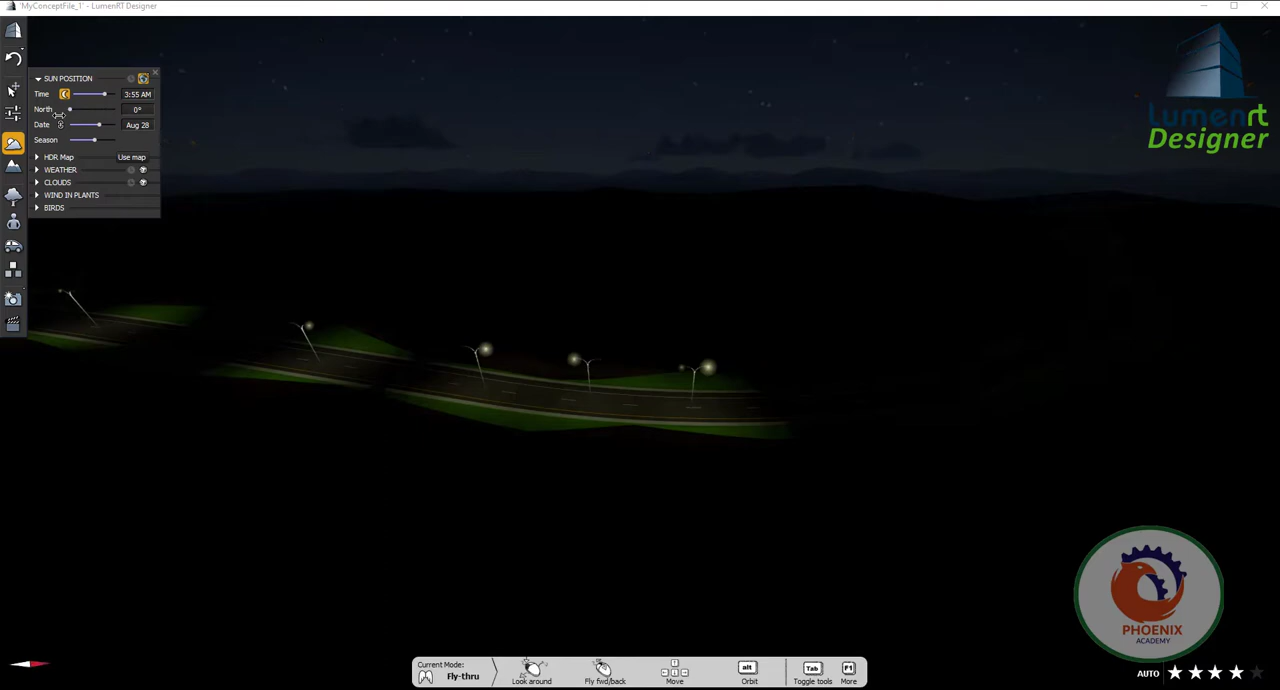 'MyConceptFile_1' - LumenRT Designer
Lumenrt
Designer
SUN POSITION
Time 3:55 AM
North 0°
Date Aug 28
Season
HDR Map Use map
WEATHER
CLOUDS
WIND IN PLANTS
BIRDS
PHOENIX
ACADEMY
Current Mode:
Fly-thru
Look around
Fly fwd/back
Move
alt
Orbit
Tab
Toggle tools
F1
More
AUTO